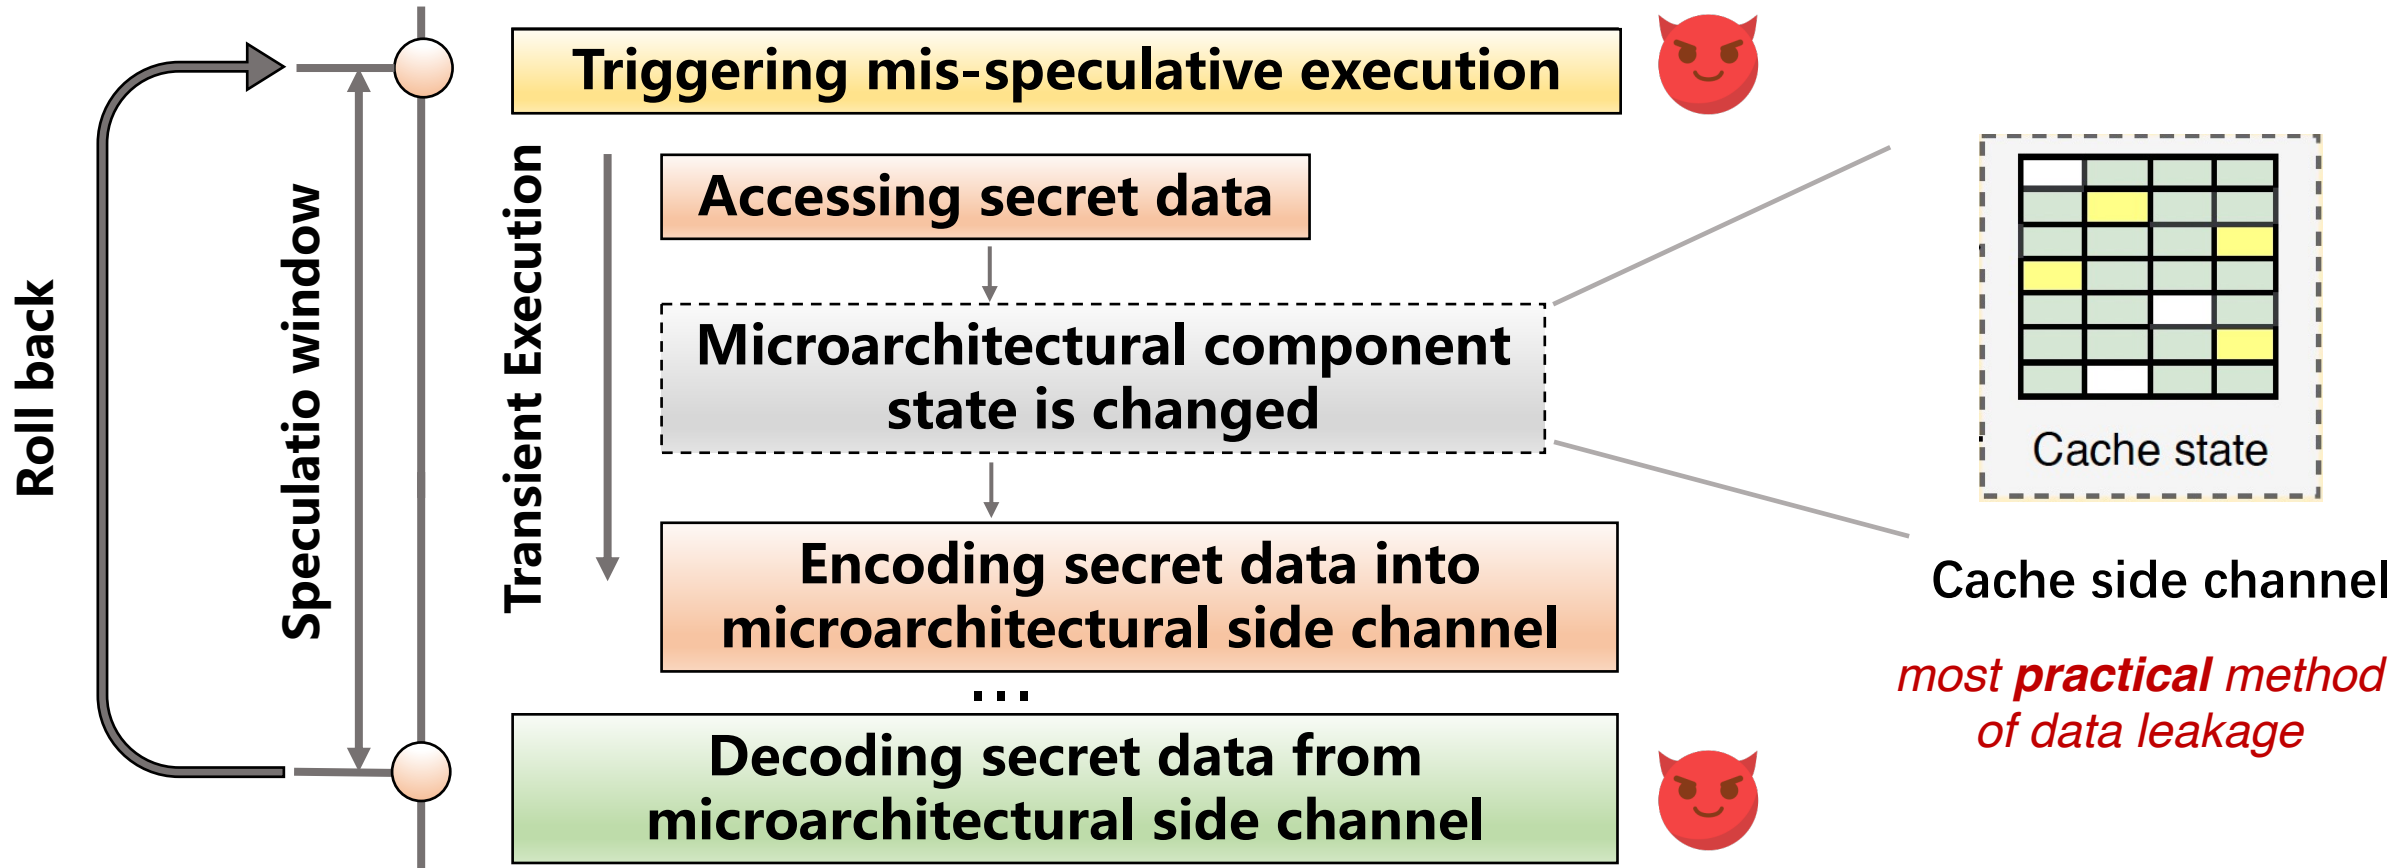 Roll back
Speculatio window
Transient Execution
Triggering mis-speculative execution
Accessing secret data
Microarchitectural component
state is changed
Encoding secret data into
microarchitectural side channel
...
Decoding secret data from
microarchitectural side channel
Cache state
Cache side channel
most practical method
of data leakage